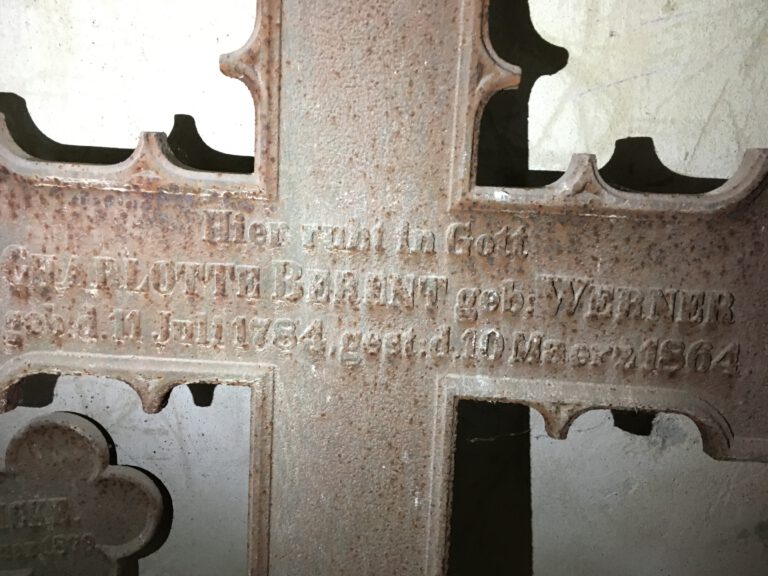 Hier ruht in Gott
CHARLOTTE BERENT geb: WERNER
geb. d. 11 Juli 1784, gest. d. 10 Maerz 1864